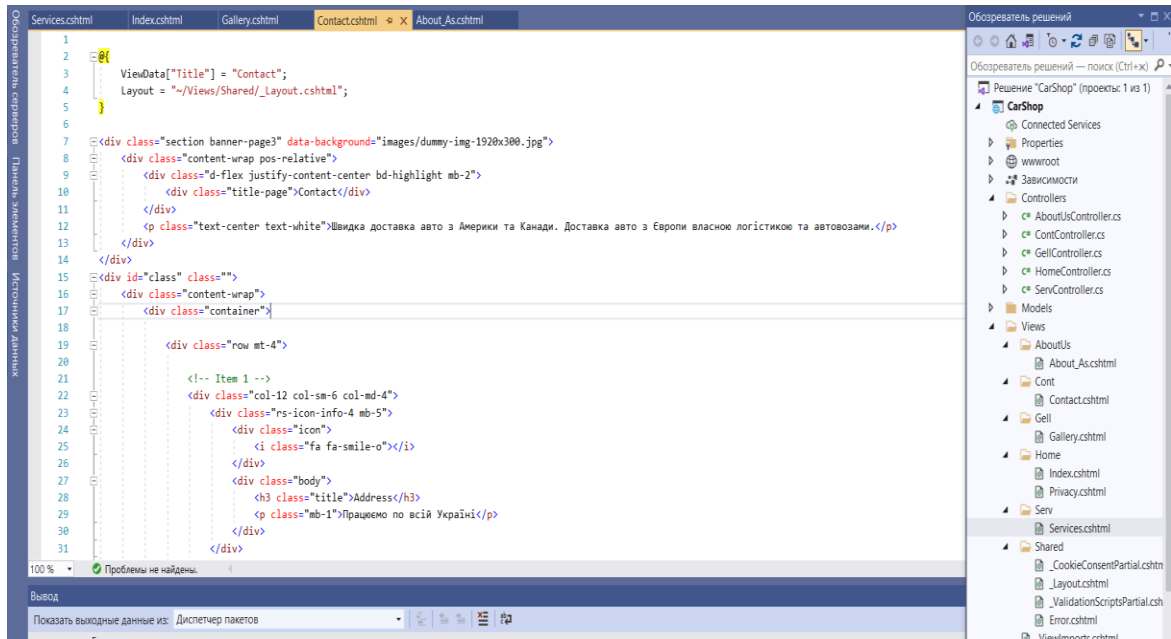 Services.cshtml Index.cshtml Gallery.cshtml Contact.cshtml About_As.cshtml
Обозреватель серверов
Панель элементов
Источники данных
1
2 @{
3 ViewData["Title"] = "Contact";
4 Layout = "~/Views/Shared/_Layout.cshtml";
5 }
6
7 <div class="section banner-page3" data-background="images/dummy-img-1920x300.jpg">
8 <div class="content-wrap pos-relative">
9 <div class="d-flex justify-content-center bd-highlight mb-2">
10 <div class="title-page">Contact</div>
11 </div>
12 <p class="text-center text-white">Швидка доставка авто з Америки та Канади. Доставка авто з Європи власною логістикою та автовозами.</p>
13 </div>
14 </div>
15 <div id="class" class="">
16 <div class="content-wrap">
17 <div class="container">
18
19 <div class="row mt-4">
20
21 <!-- Item 1 -->
22 <div class="col-12 col-sm-6 col-md-4">
23 <div class="rs-icon-info-4 mb-5">
24 <div class="icon">
25 <i class="fa fa-smile-o"></i>
26 </div>
27 <div class="body">
28 <h3 class="title">Address</h3>
29 <p class="mb-1">Працюємо по всій Україні</p>
30 </div>
31 </div>
100 % Проблемы не найдены.
Вывод
Показать выходные данные из: Диспетчер пакетов
Обозреватель решений
Обозреватель решений — поиск (Ctrl+ж)
Решение "CarShop" (проекты: 1 из 1)
CarShop
Connected Services
Properties
wwwroot
Зависимости
Controllers
C# AboutUsController.cs
C# ContController.cs
C# GellController.cs
C# HomeController.cs
C# ServController.cs
Models
Views
AboutUs
About_As.cshtml
Cont
Contact.cshtml
Gell
Gallery.cshtml
Home
Index.cshtml
Privacy.cshtml
Serv
Services.cshtml
Shared
_CookieConsentPartial.cshtm
_Layout.cshtml
_ValidationScriptsPartial.csh
Error.cshtml
_ViewImports.cshtml